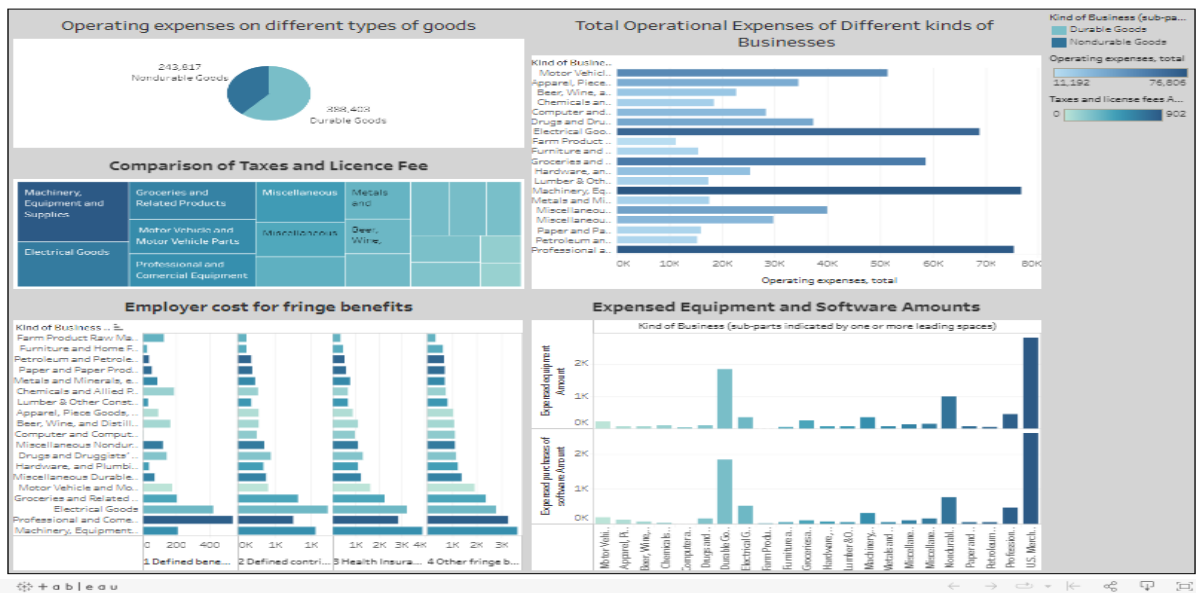 Operating expenses on different types of goods
243,817
Nondurable Goods
388,403
Durable Goods
Comparison of Taxes and Licence Fee
Machinery,
Equipment and
Supplies
Electrical Goods
Groceries and
Related Products
Motor Vehicle and
Motor Vehicle Parts
Professional and
Comercial Equipment
Miscellaneous
Miscellaneous
Metals
and
Beer,
Wine,
Total Operational Expenses of Different kinds of
Businesses
Kind of Busine..
Motor Vehicl..
Apparel, Piece..
Beer, Wine, a..
Chemicals an..
Computer and..
Drugs and Dru..
Electrical Goo..
Farm Product ..
Furniture and ..
Groceries and ..
Hardware, an..
Lumber & Oth..
Machinery, Eq..
Metals and Mi..
Miscellaneou..
Miscellaneou..
Paper and Pa..
Petroleum an..
Professional a..
0K 10K 20K 30K 40K 50K 60K 70K 80K
Operating expenses, total
Kind of Business (sub-pa...
Durable Goods
Nondurable Goods
Operating expenses, total
11,192 76,806
Taxes and license fees A...
0 902
Employer cost for fringe benefits
Kind of Business ..
Farm Product Raw Ma..
Furniture and Home F..
Petroleum and Petrole..
Paper and Paper Prod..
Metals and Minerals, e..
Chemicals and Allied P..
Lumber & Other Const..
Apparel, Piece Goods, ..
Beer, Wine, and Distill..
Computer and Comput..
Miscellaneous Nondur..
Drugs and Druggists' ..
Hardware, and Plumbi..
Miscellaneous Durable..
Motor Vehicle and Mo..
Groceries and Related ..
Electrical Goods
Professional and Come..
Machinery, Equipment..
0 200 400
0K 1K 1K
1K 2K 3K 4K
1K 2K 3K
1 Defined bene...
2 Defined contri...
3 Health Insura...
4 Other fringe b...
Expensed Equipment and Software Amounts
Kind of Business (sub-parts indicated by one or more leading spaces)
Expensed equipment
Amount
2K
1K
0K
Expensed purchases of
software Amount
2K
1K
0K
Motor Vehi..
Apparel, Pi..
Beer, Wine,..
Chemicals ..
Computer a..
Drugs and ..
Durable Go..
Electrical G..
Farm Produ..
Furniture a..
Groceries a..
Hardware, ..
Lumber & O..
Machinery,..
Metals and ..
Miscellane..
Miscellane..
Nondurabl..
Paper and ..
Petroleum ..
Profession..
U.S. Merch..
+ableau